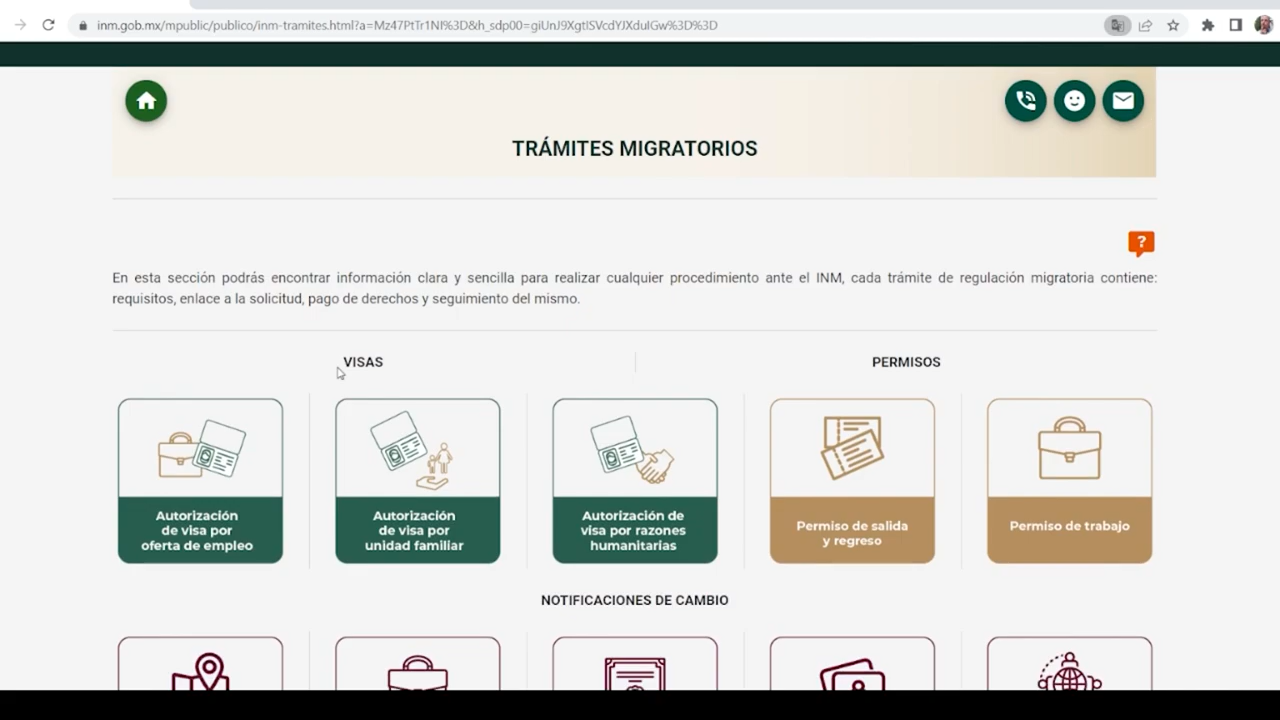 inm.gob.mx/mpublic/publico/inm-tramites.html?a=Mz47PtTr1NI%3D&h_sdp00=giUnJ9XgtlSVcdYJXduIGw%3D%3D
TRÁMITES MIGRATORIOS
?
En esta sección podrás encontrar información clara y sencilla para realizar cualquier procedimiento ante el INM, cada trámite de regulación migratoria contiene:
requisitos, enlace a la solicitud, pago de derechos y seguimiento del mismo.
VISAS
PERMISOS
Autorización
de visa por
oferta de empleo
Autorización
de visa por
unidad familiar
Autorización de
visa por razones
humanitarias
Permiso de salida
y regreso
Permiso de trabajo
NOTIFICACIONES DE CAMBIO